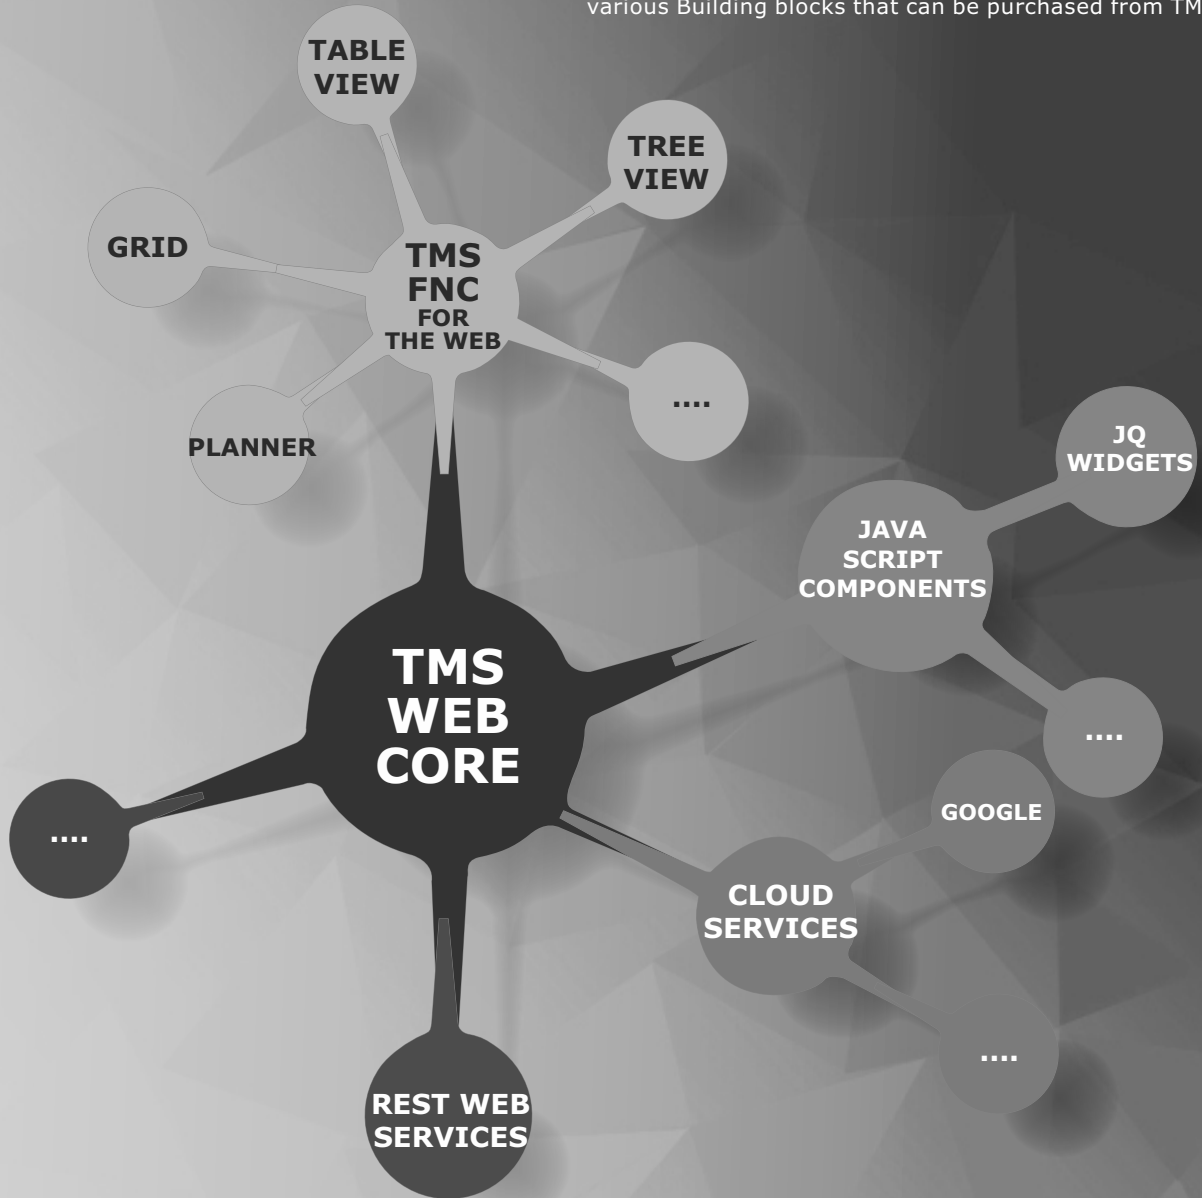 various Building blocks that can be purchased from TM
TABLE
VIEW
TREE
VIEW
GRID
TMS
FNC
FOR
THE WEB
....
PLANNER
JQ
WIDGETS
JAVA
SCRIPT
COMPONENTS
TMS
WEB
CORE
....
GOOGLE
....
CLOUD
SERVICES
....
REST WEB
SERVICES